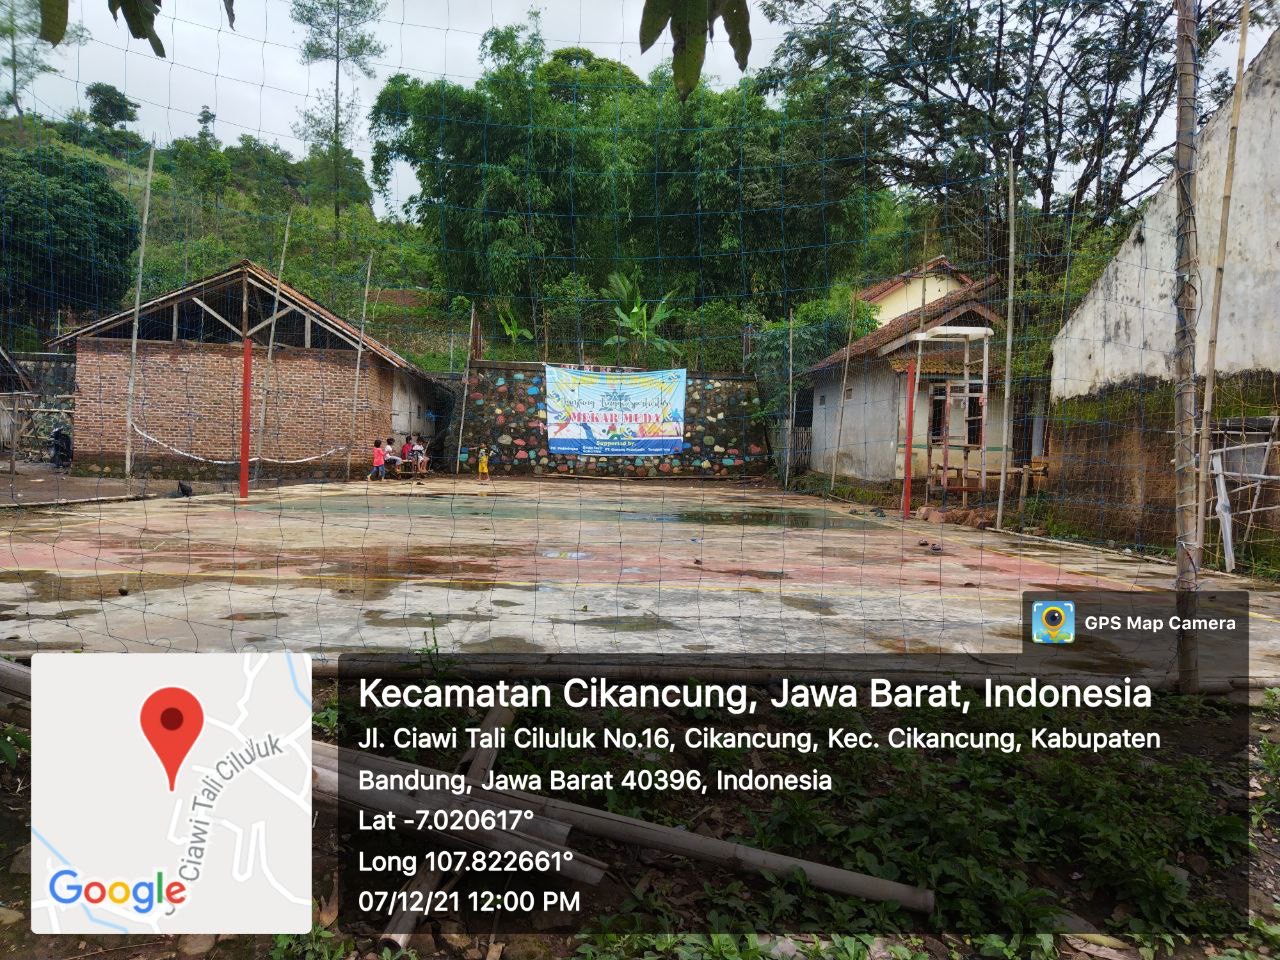 MEKAR MUDA
Supported by:
GPS Map Camera
Kecamatan Cikancung, Jawa Barat, Indonesia
Jl. Ciawi Tali Ciluluk No.16, Cikancung, Kec. Cikancung, Kabupaten
Bandung, Jawa Barat 40396, Indonesia
Lat -7.020617°
Long 107.822661°
07/12/21 12:00 PM
Ciawi Tali Ciluluk
Google